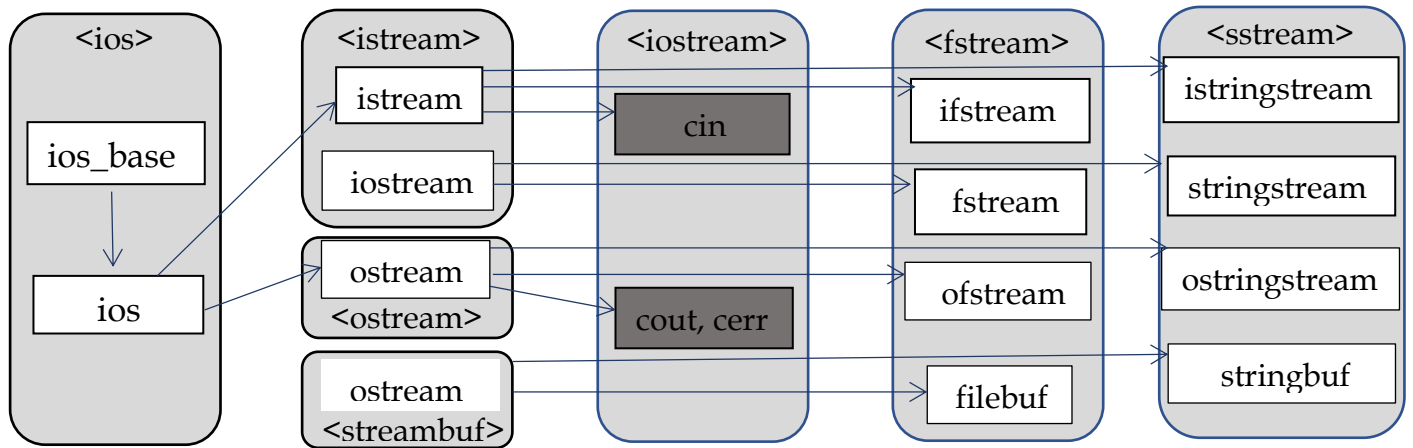 <ios>
ios_base
ios
<istream>
istream
iostream
ostream
<ostream>
ostream
<streambuf>
<iostream>
cin
cout, cerr
<fstream>
ifstream
fstream
ofstream
filebuf
<sstream>
istringstream
stringstream
ostringstream
stringbuf